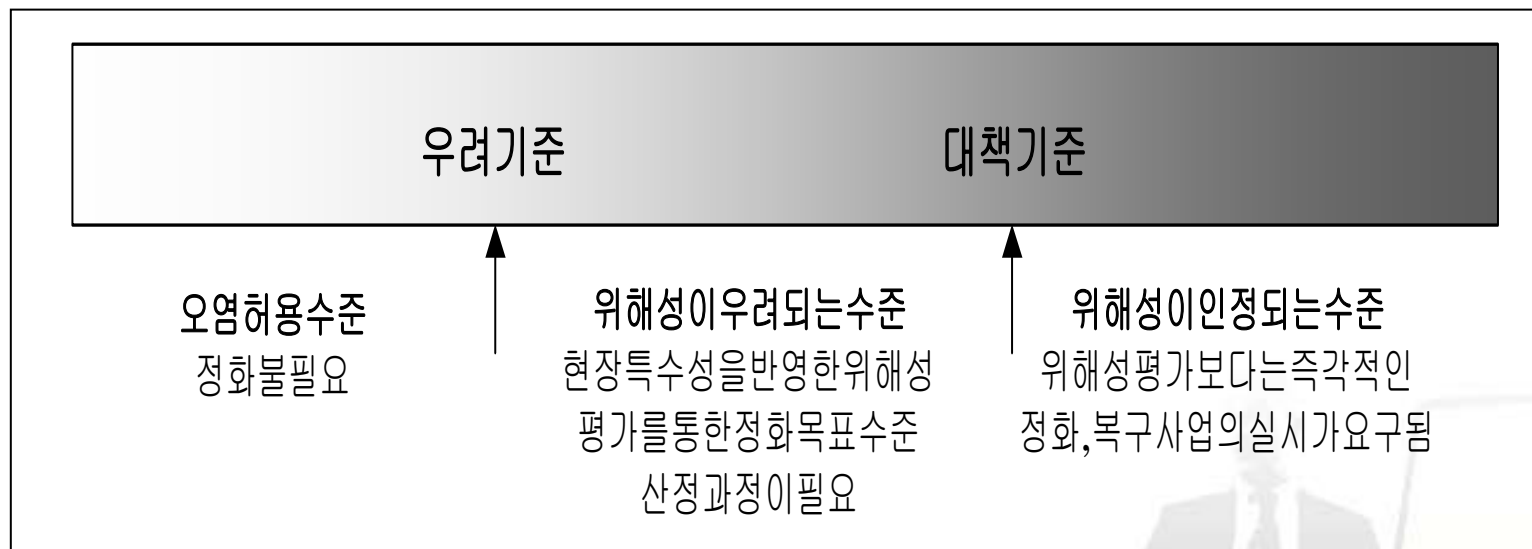 우려기준
대책기준
오염허용수준
정화불필요
위해성이우려되는수준
현장특수성을반영한위해성
평가를통한정화목표수준
산정과정이필요
위해성이인정되는수준
위해성평가보다는즉각적인
정화,복구사업의실시가요구됨